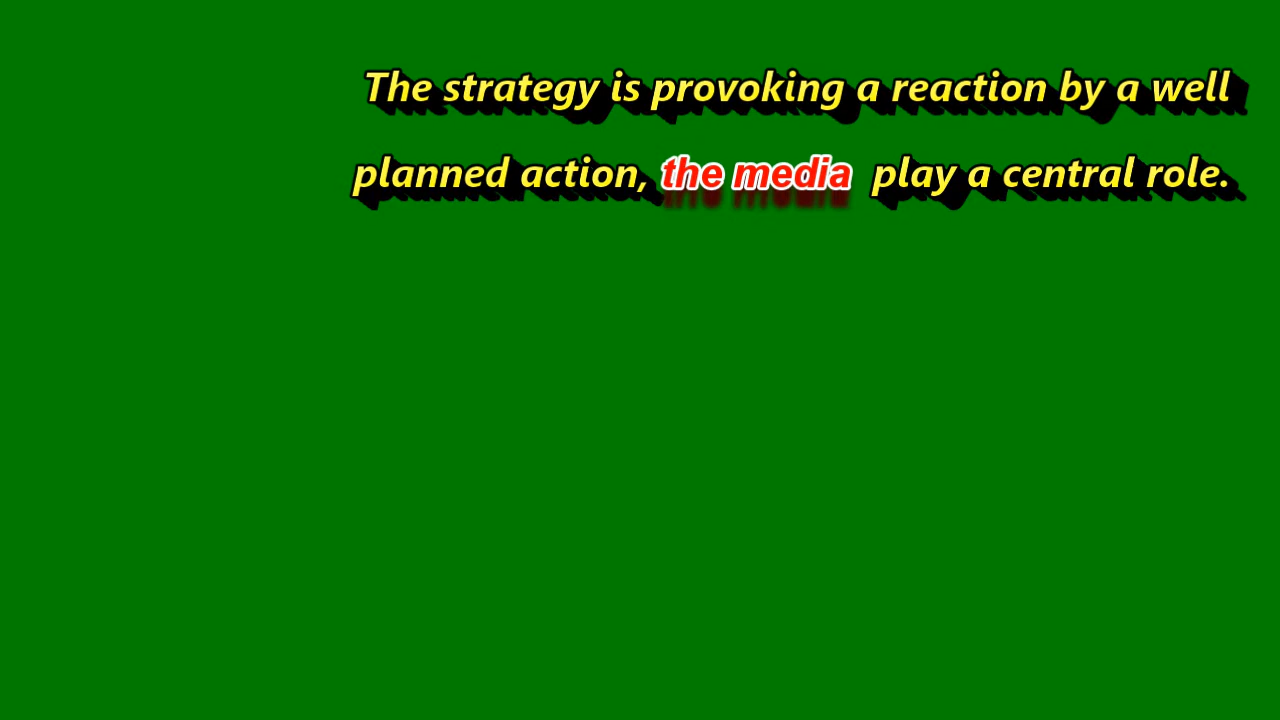 The strategy is provoking a reaction by a well
planned action, the media play a central role.